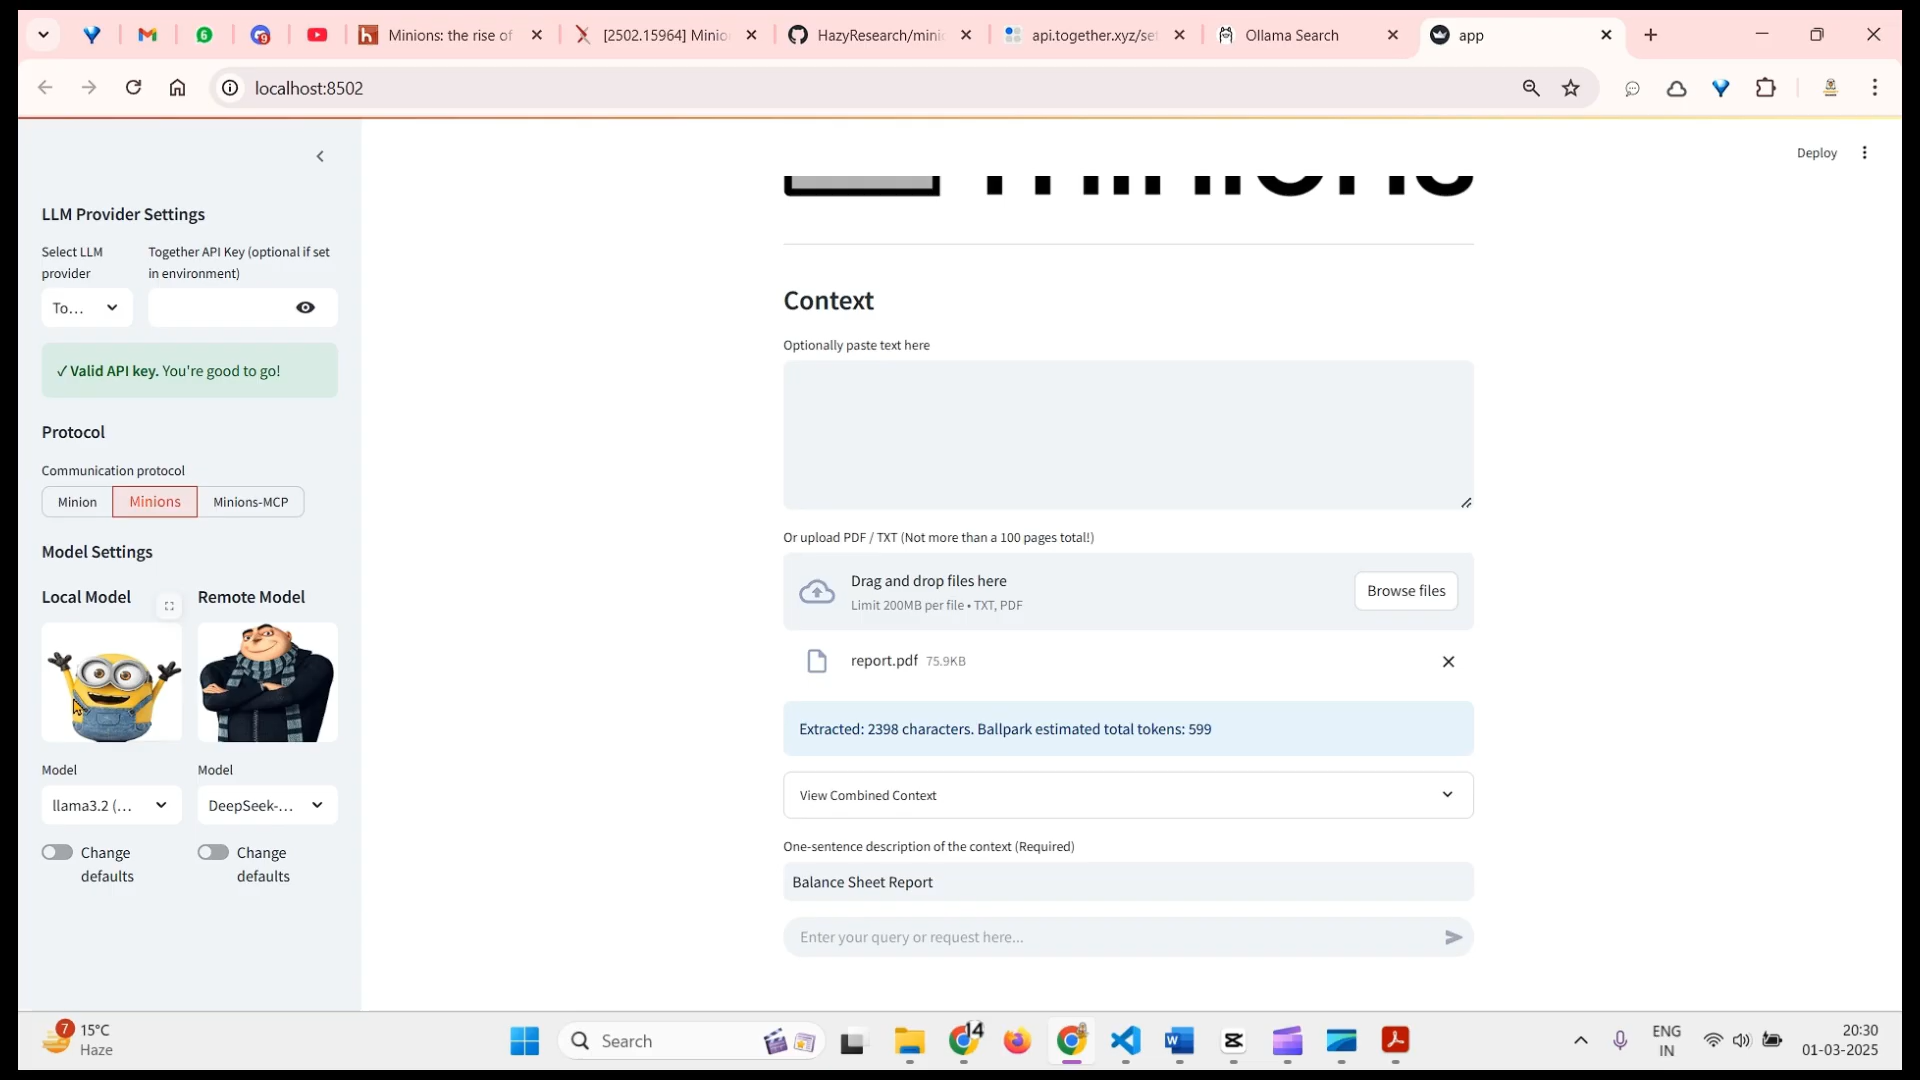 Minions: the rise of
[2502.15964] Minio
HazyResearch/mini
api.together.xyz/set
Ollama Search
app
localhost:8502
Deploy
LLM Provider Settings
Select LLM
provider
Together API Key (optional if set
in environment)
To...
✓ Valid API key. You're good to go!
Protocol
Communication protocol
Minion
Minions
Minions-MCP
Model Settings
Local Model
Remote Model
Model
Model
llama3.2 (...
DeepSeek-...
Change
defaults
Change
defaults
Minions
Context
Optionally paste text here
Or upload PDF / TXT (Not more than a 100 pages total!)
Drag and drop files here
Limit 200MB per file • TXT, PDF
Browse files
report.pdf 75.9KB
Extracted: 2398 characters. Ballpark estimated total tokens: 599
View Combined Context
One-sentence description of the context (Required)
Balance Sheet Report
Enter your query or request here...
7
15°C
Haze
Search
14
ENG
IN
20:30
01-03-2025